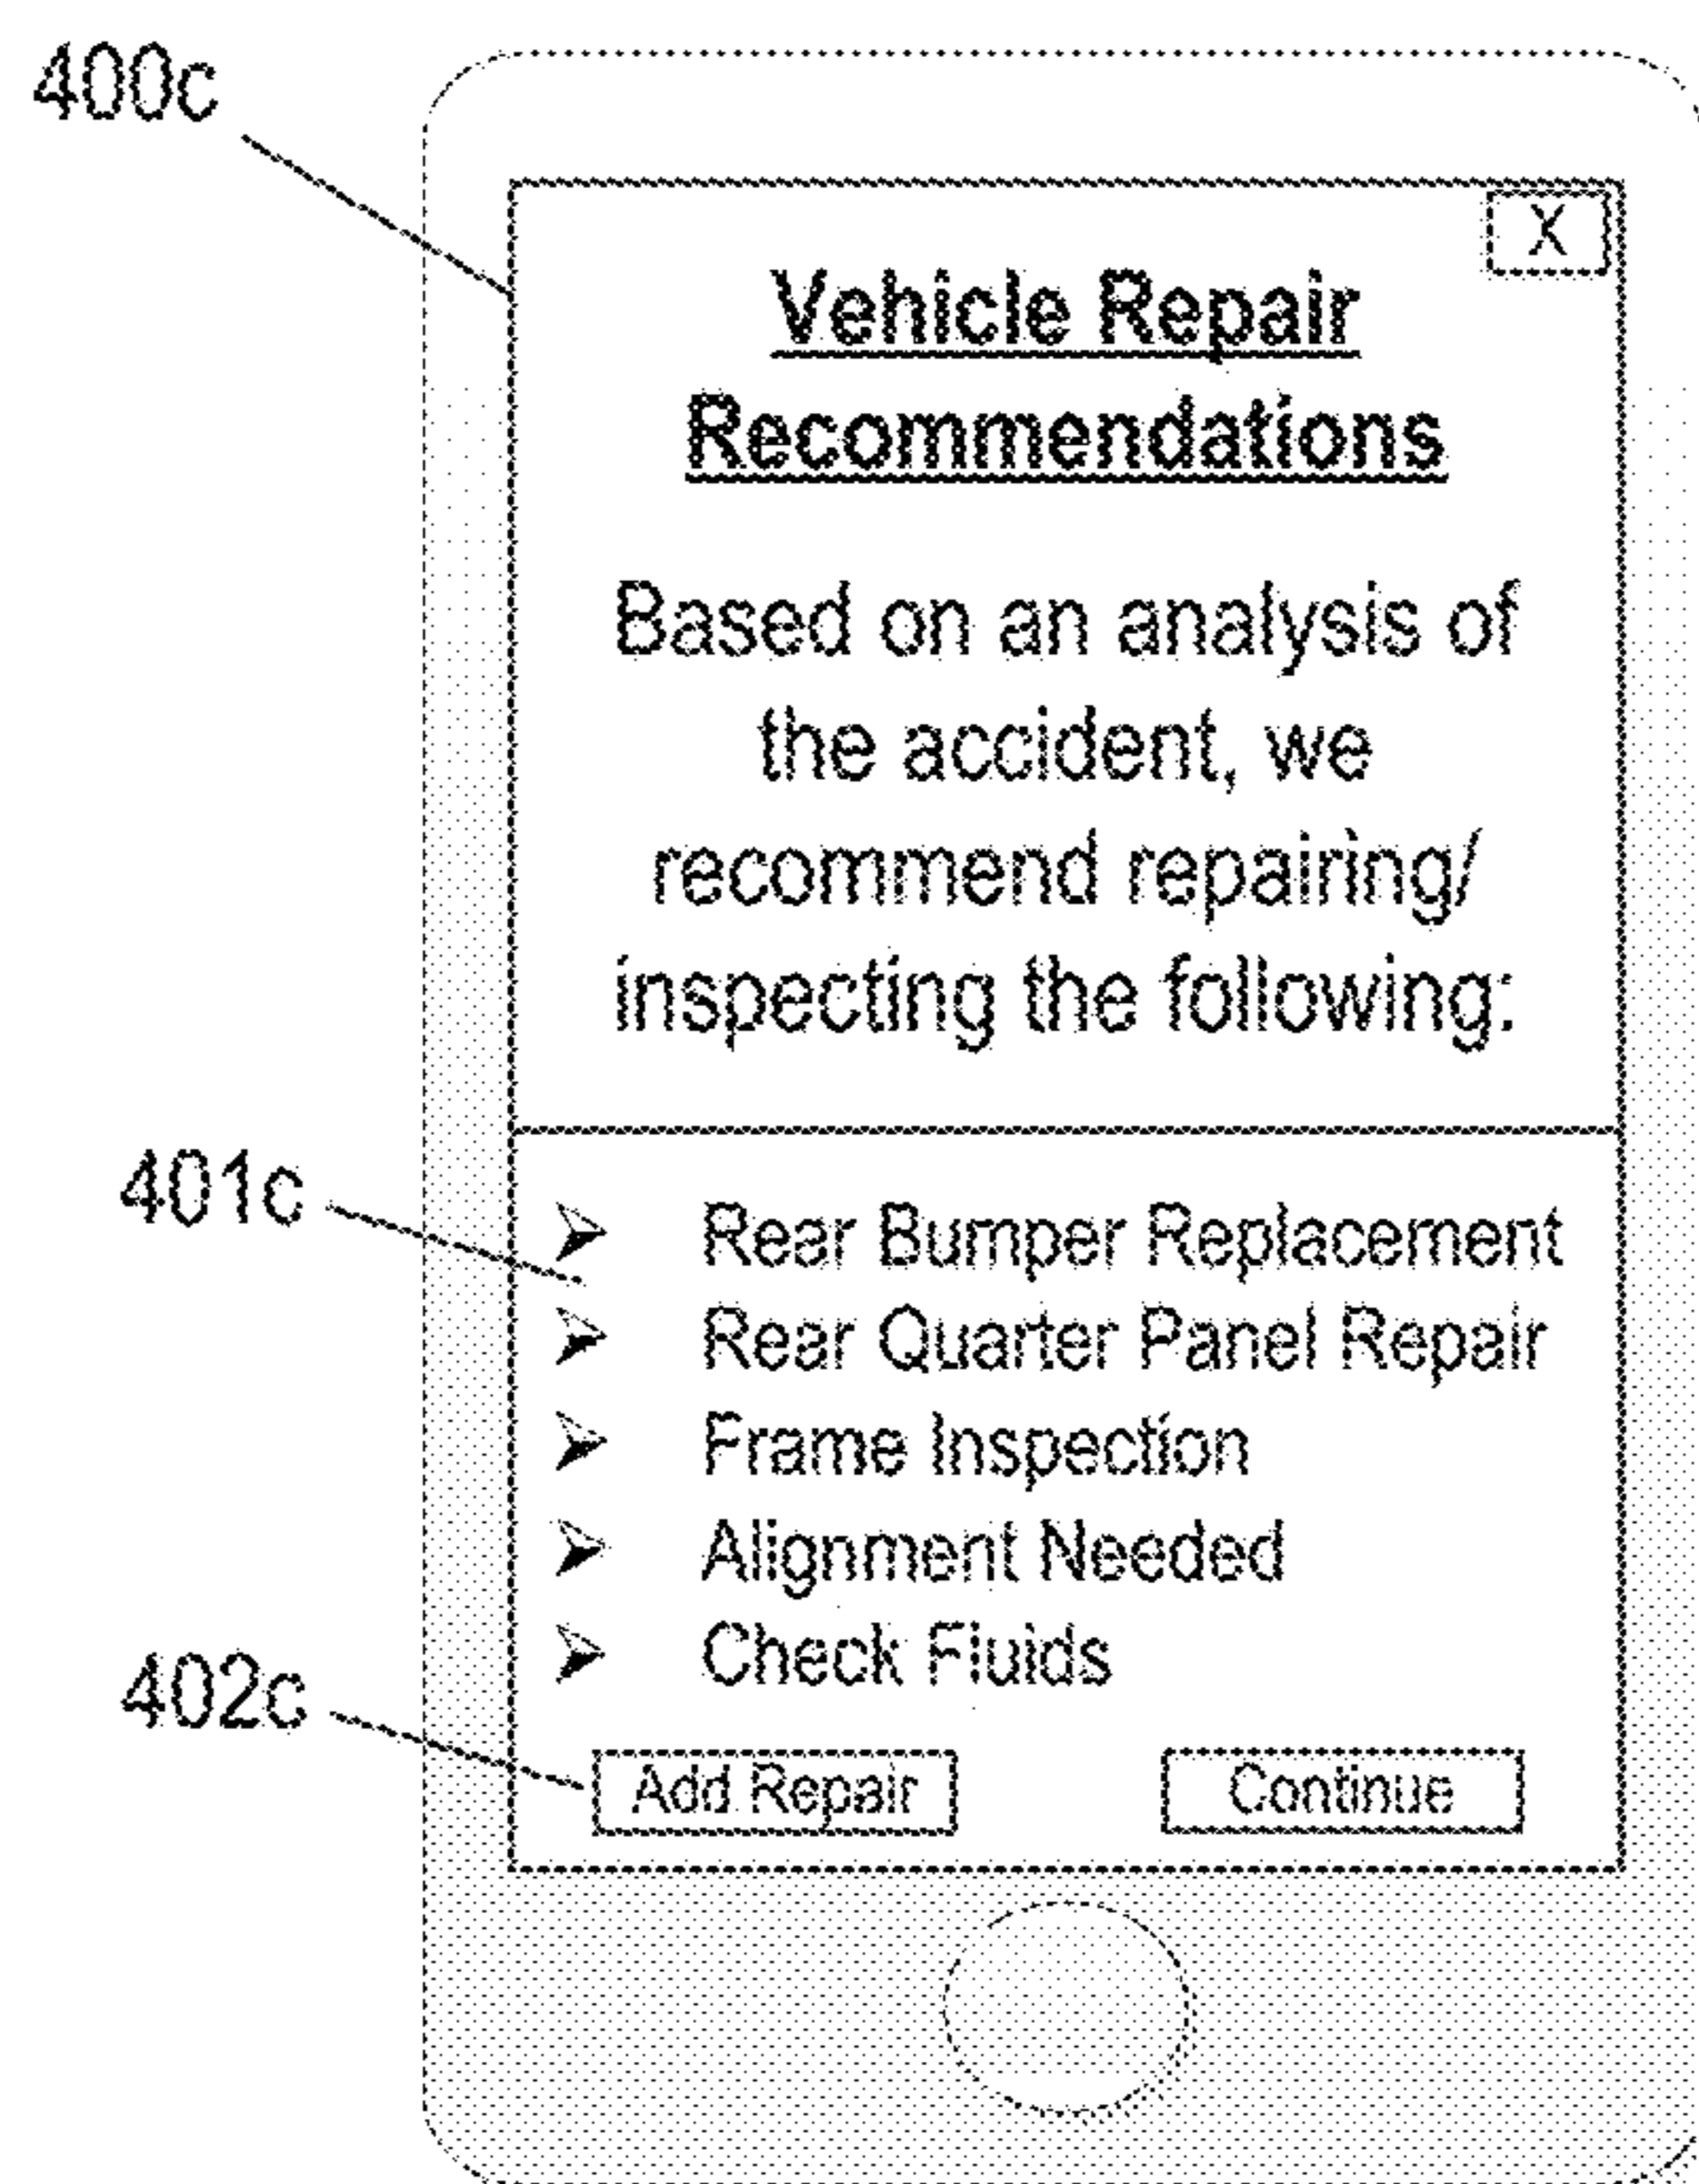 400c
X
Vehicle Repair
Recommendations
Based on an analysis of
the accident, we
recommend repairing/
inspecting the following:
401c
➢ Rear Bumper Replacement
➢ Rear Quarter Panel Repair
➢ Frame Inspection
➢ Alignment Needed
➢ Check Fluids
402c
Add Repair
Continue